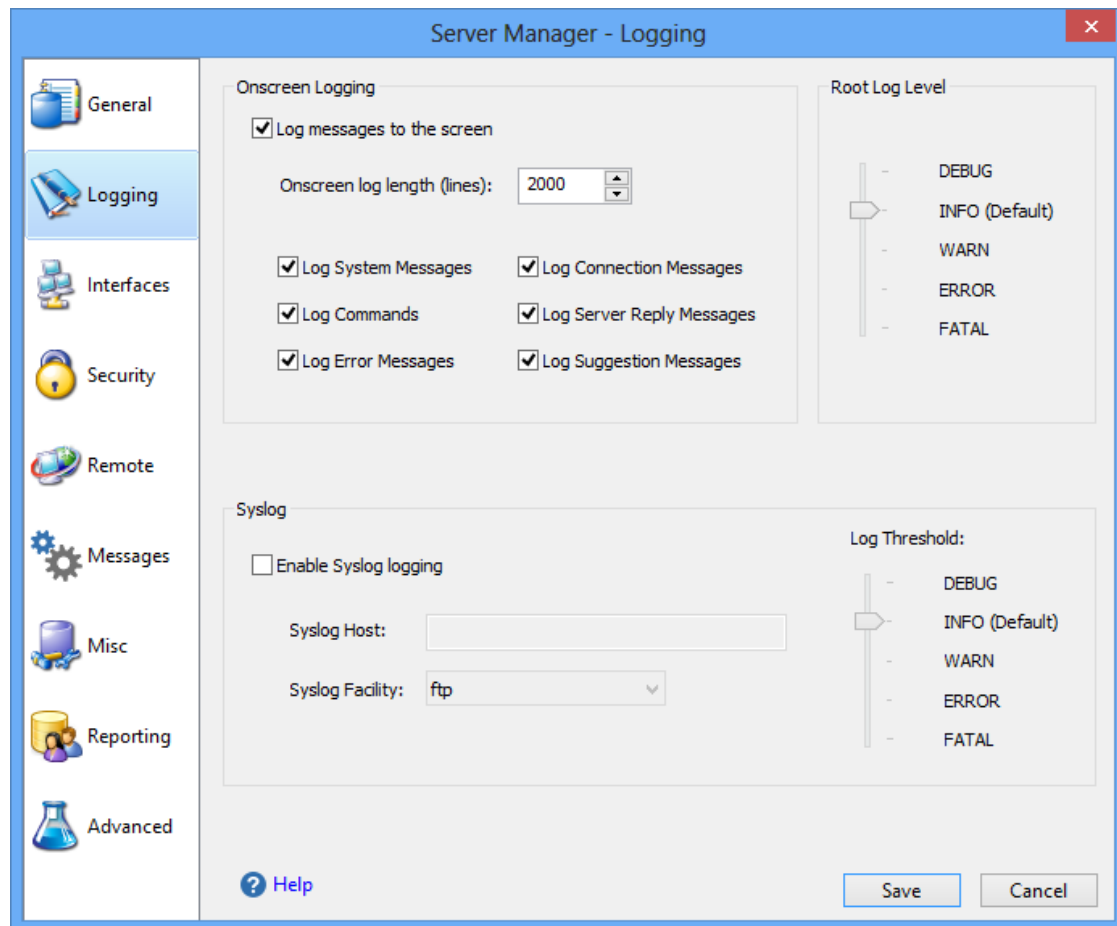 Server Manager - Logging
General
Logging
Interfaces
Security
Remote
Messages
Misc
Reporting
Advanced
Onscreen Logging
Log messages to the screen
Onscreen log length (lines): 2000
Log System Messages Log Connection Messages
Log Commands Log Server Reply Messages
Log Error Messages Log Suggestion Messages
Root Log Level
DEBUG
INFO (Default)
WARN
ERROR
FATAL
Syslog
Enable Syslog logging
Syslog Host:
Syslog Facility: ftp
Log Threshold:
DEBUG
INFO (Default)
WARN
ERROR
FATAL
? Help
Save Cancel